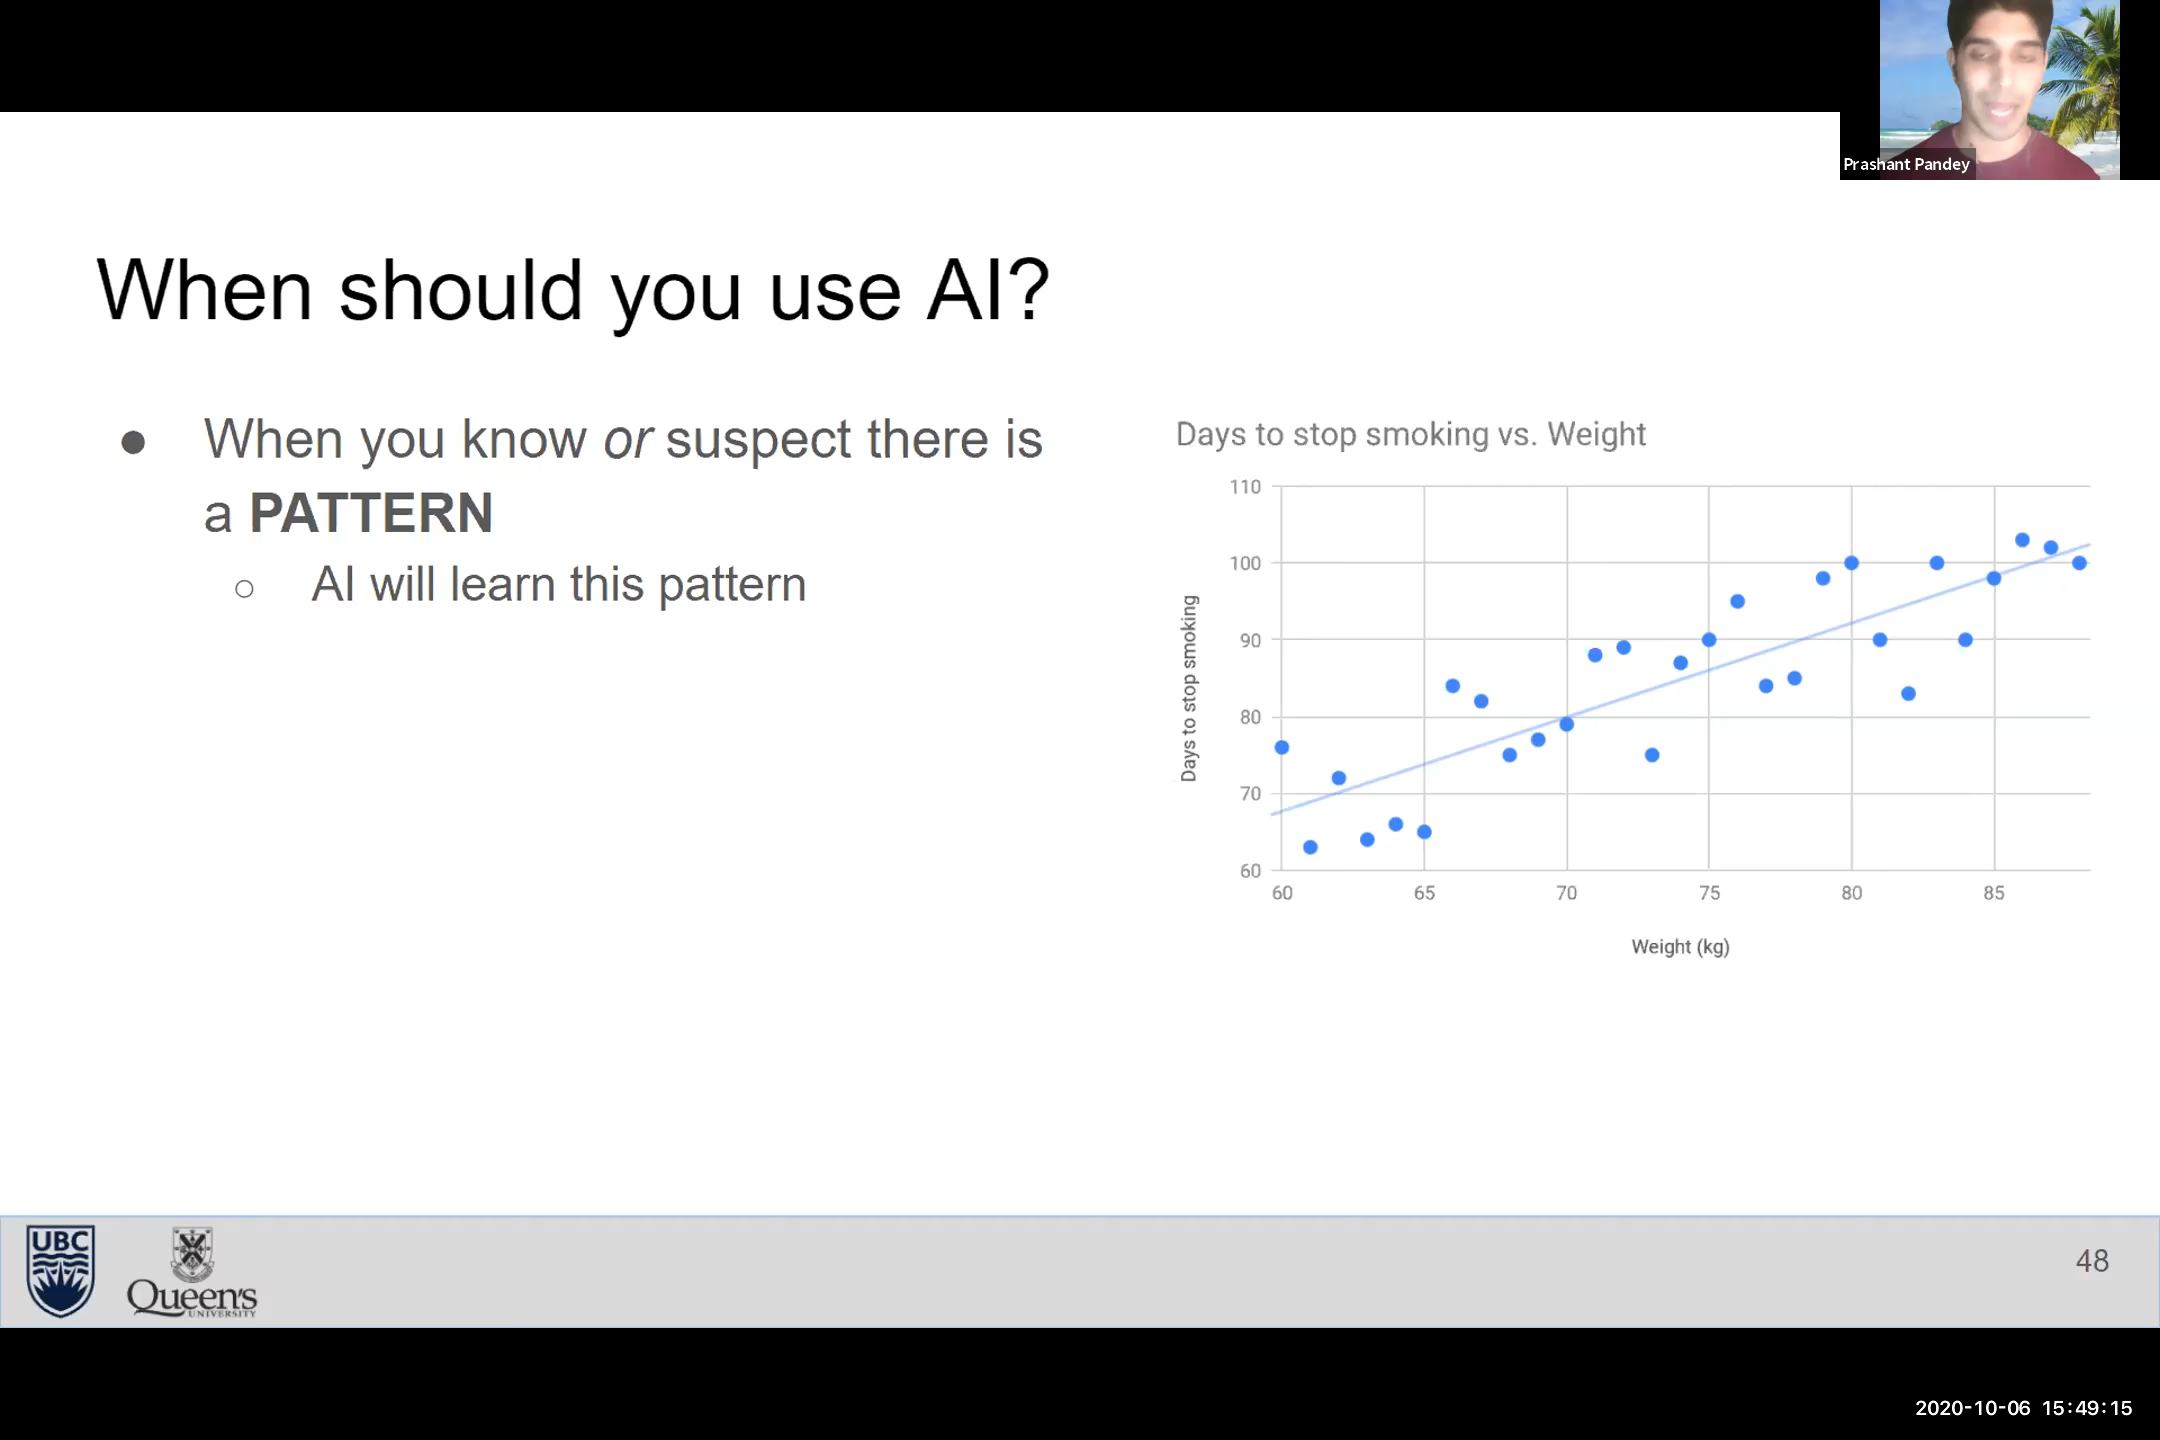 Prashant Pandey
When should you use AI?
● When you know or suspect there is
a PATTERN
○ AI will learn this pattern
Days to stop smoking vs. Weight
110
100
90
80
70
60
Days to stop smoking
60 65 70 75 80 85
Weight (kg)
UBC
Queen's
UNIVERSITY
48
2020-10-06 15:49:15